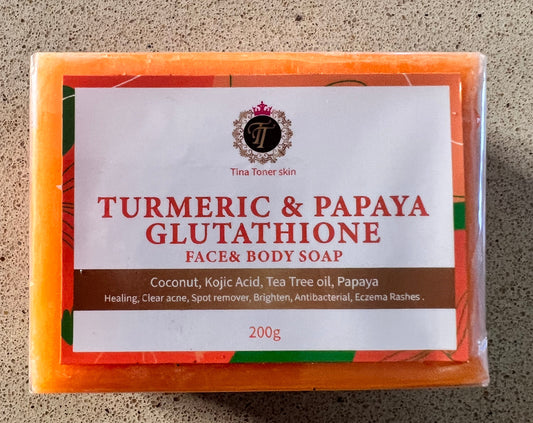 TT
Tina Toner skin
TURMERIC & PAPAYA
GLUTATHIONE
FACE& BODY SOAP
Coconut, Kojic Acid, Tea Tree oil, Papaya
Healing, Clear acne, Spot remover, Brighten, Antibacterial, Eczema Rashes .
200g